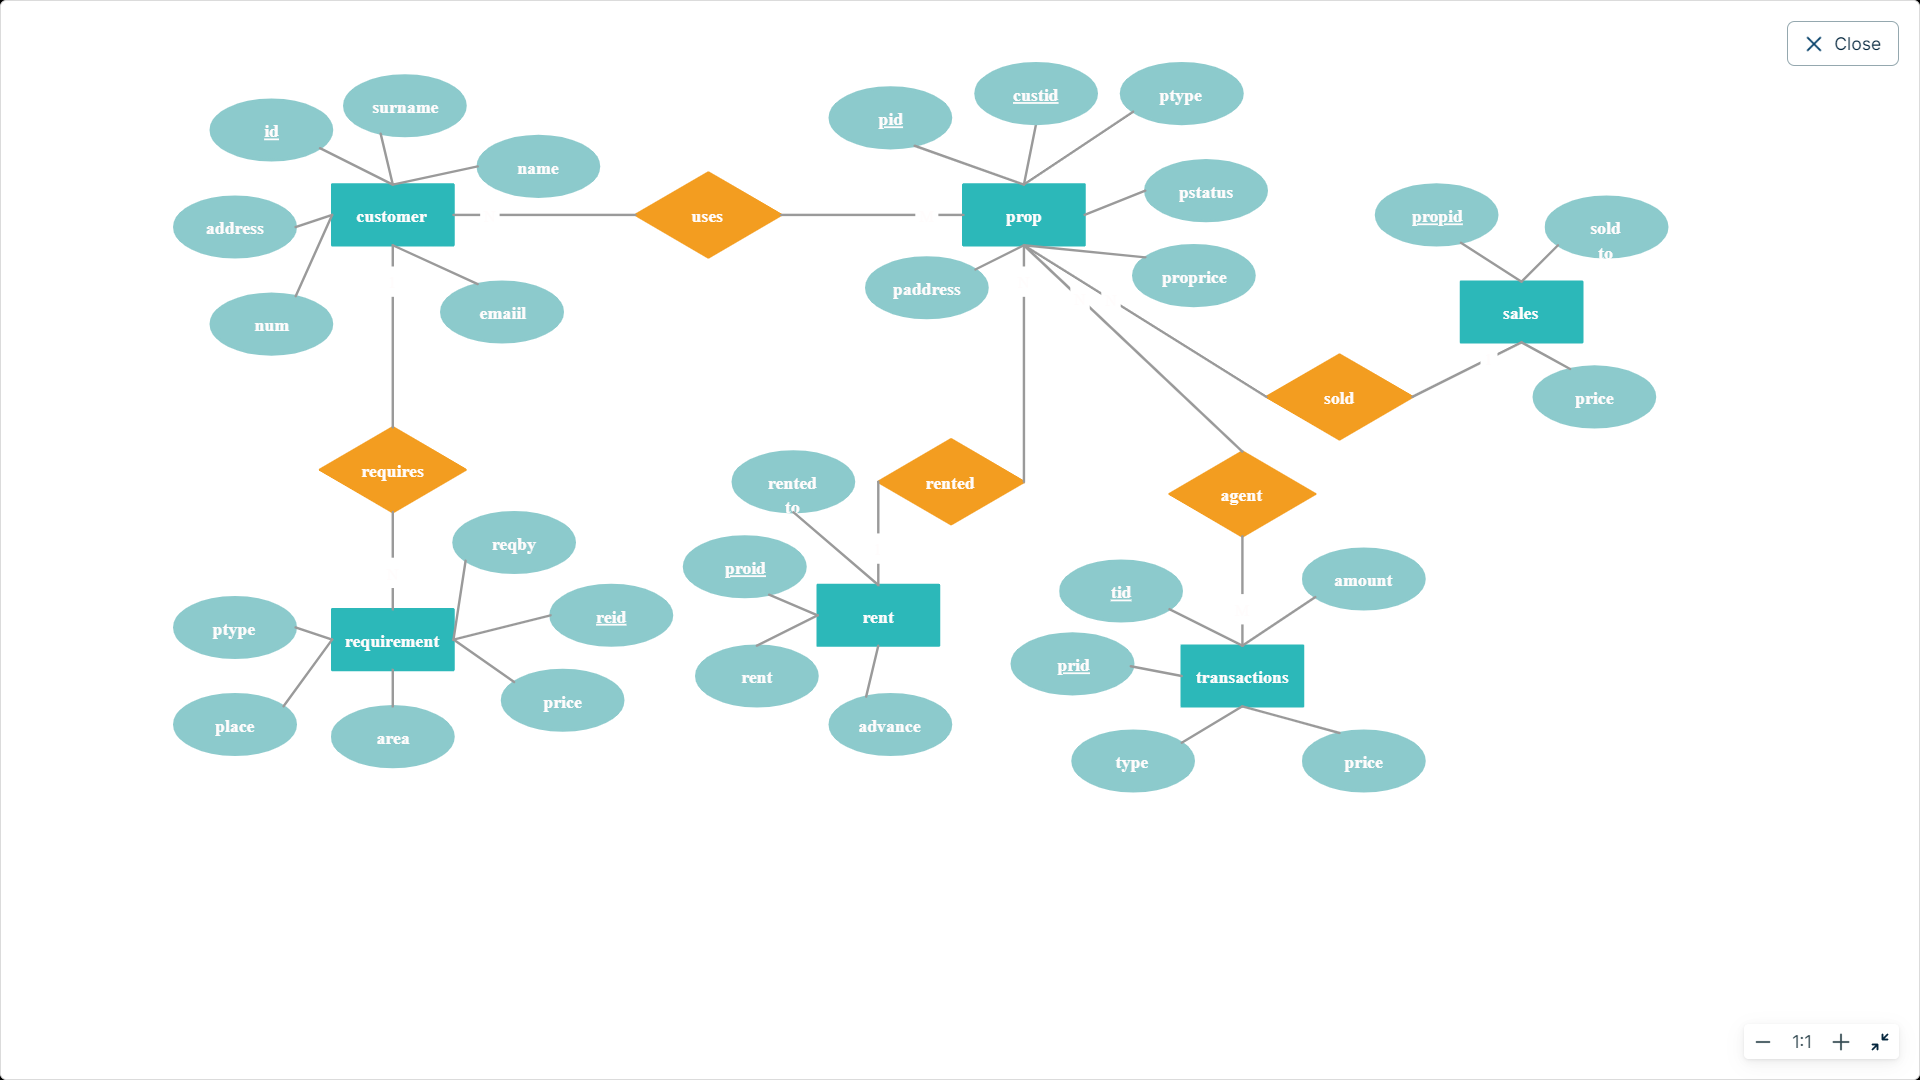 Close
surname
id
name
customer
address
num
emaiil
uses
pid
custid
ptype
pstatus
prop
proprice
paddress
propid
sold
to
sales
price
sold
requires
rented
agent
rented
to
reqby
proid
reid
ptype
requirement
rent
place
area
price
rent
advance
tid
amount
prid
transactions
type
price
1:1